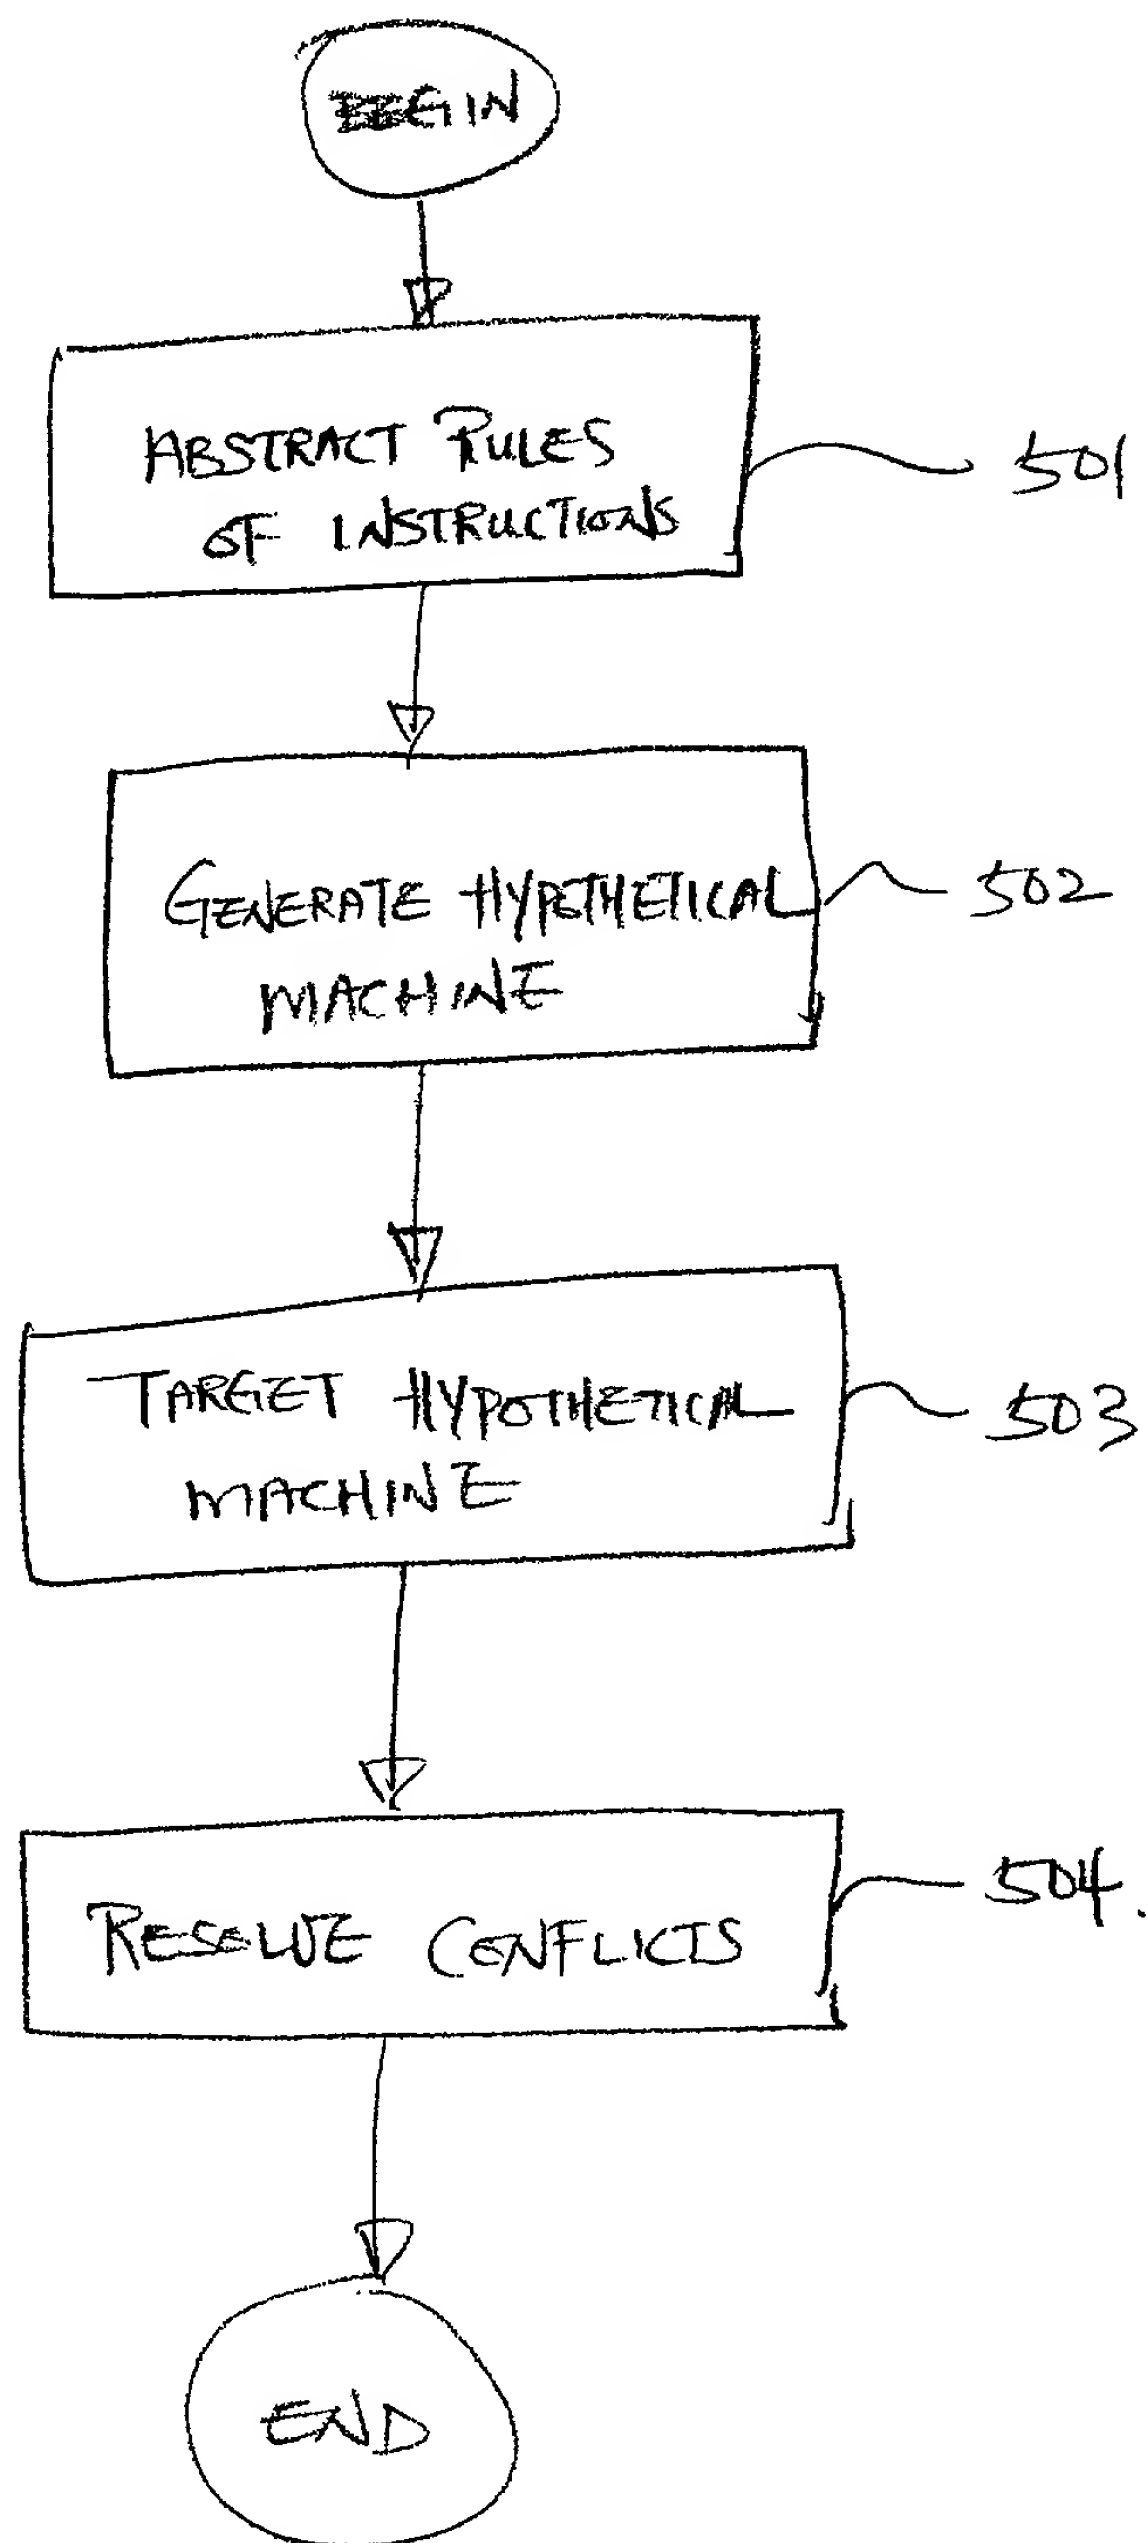 BEGIN
ABSTRACT RULES
OF INSTRUCTIONS
501
GENERATE HYPOTHETICAL
MACHINE
502
TARGET HYPOTHETICAL
MACHINE
503
RESOLVE CONFLICTS
504.
END